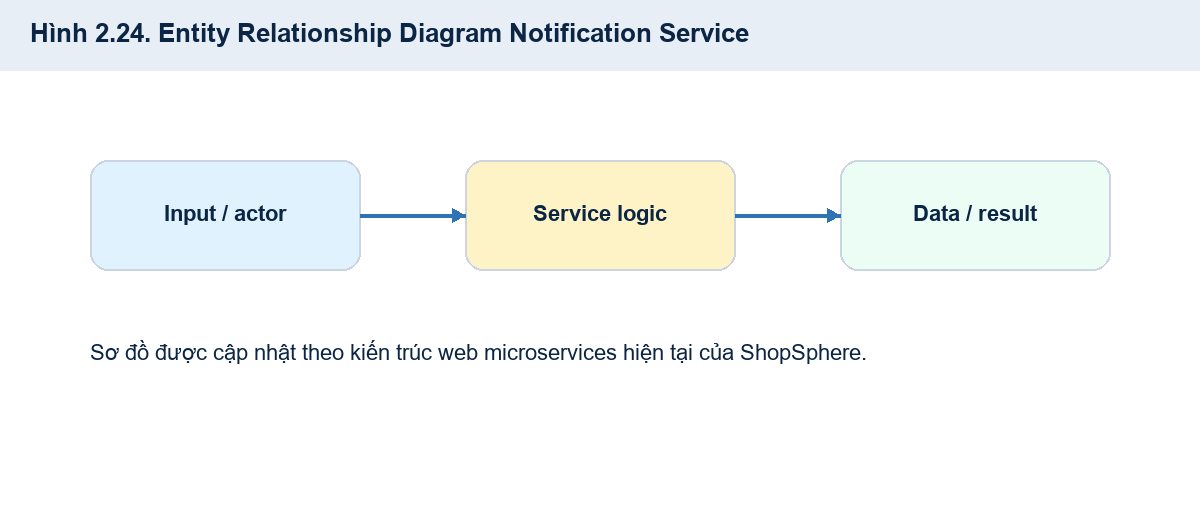 Hình 2.24. Entity Relationship Diagram Notification Service
Input / actor
Service logic
Data / result
Sơ đồ được cập nhật theo kiến trúc web microservices hiện tại của ShopSphere.